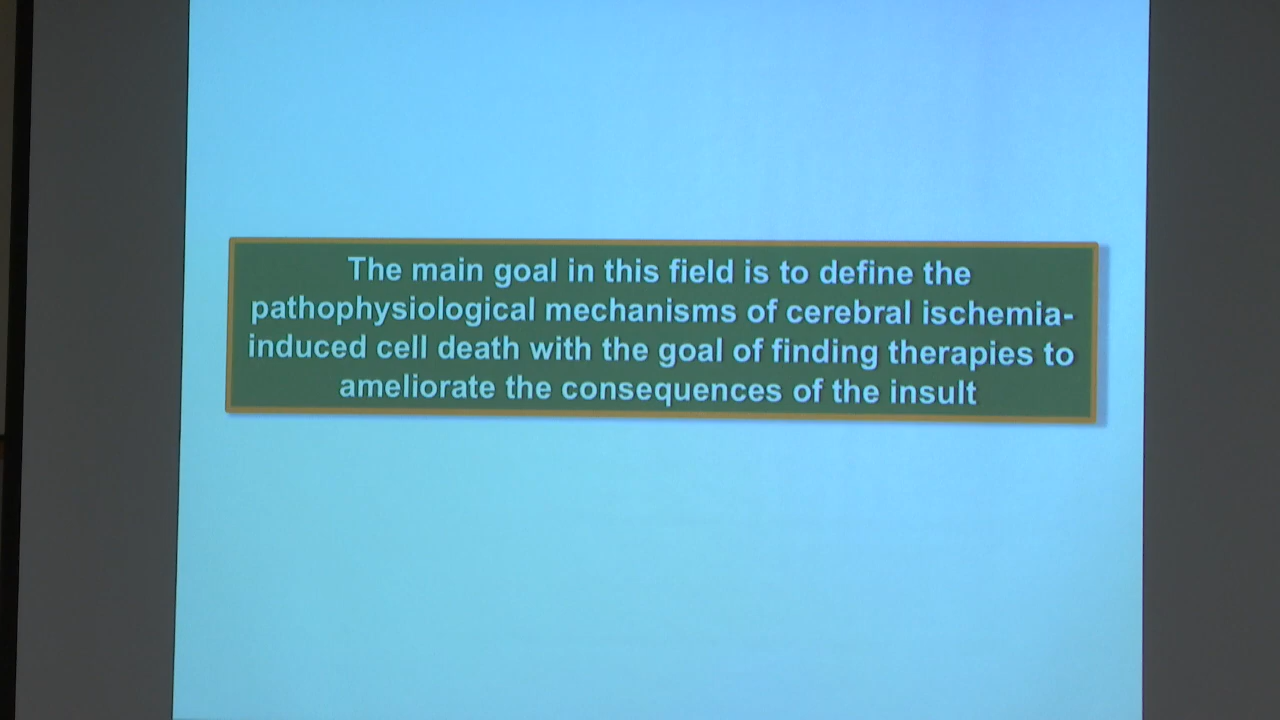 The main goal in this field is to define the
pathophysiological mechanisms of cerebral ischemia-
induced cell death with the goal of finding therapies to
ameliorate the consequences of the insult